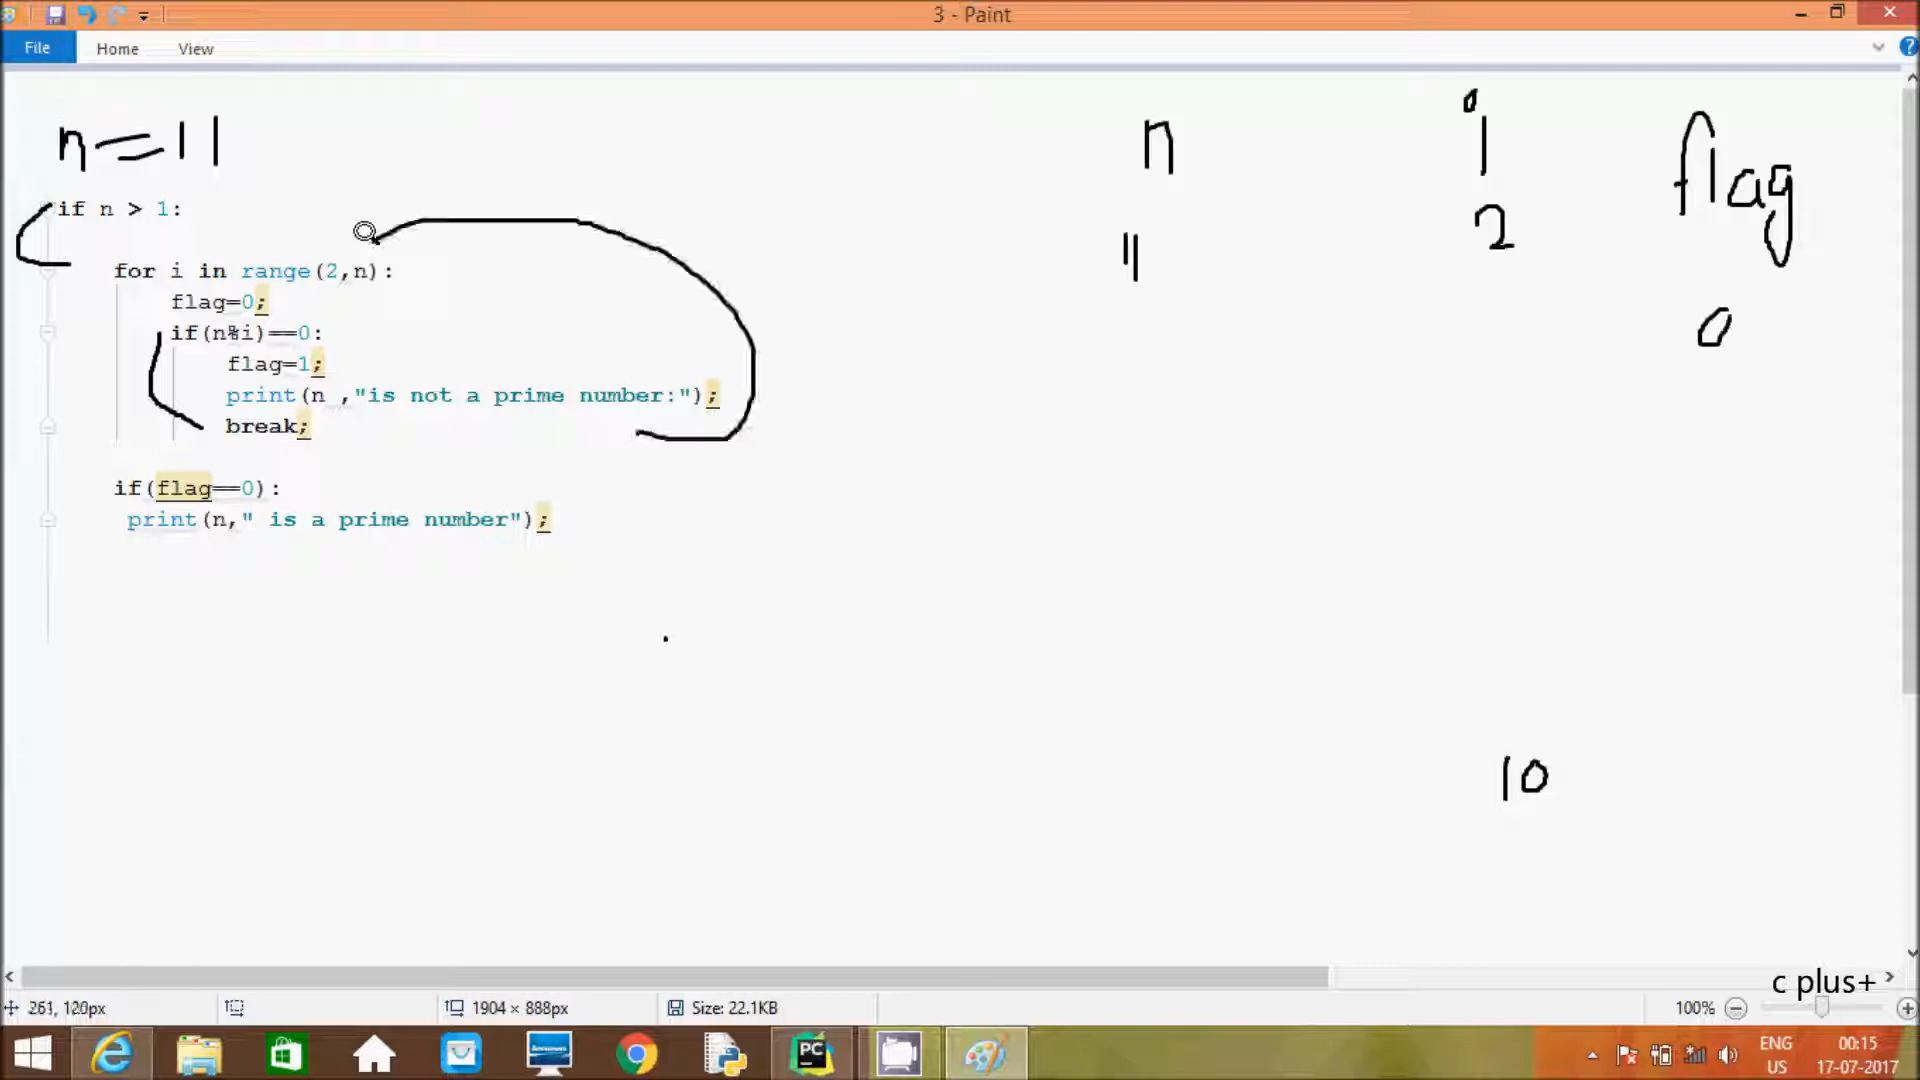 3 - Paint
File Home View
n=11
n i flag
if n > 1:
11 2 0
for i in range(2,n):
flag=0;
if(n%i)==0:
flag=1;
print(n ,"is not a prime number:");
break;
if(flag==0):
print(n," is a prime number");
10
c plus+
261, 120px 1904 × 888px Size: 22.1KB 100%
PC
ENG 00:15
US 17-07-2017